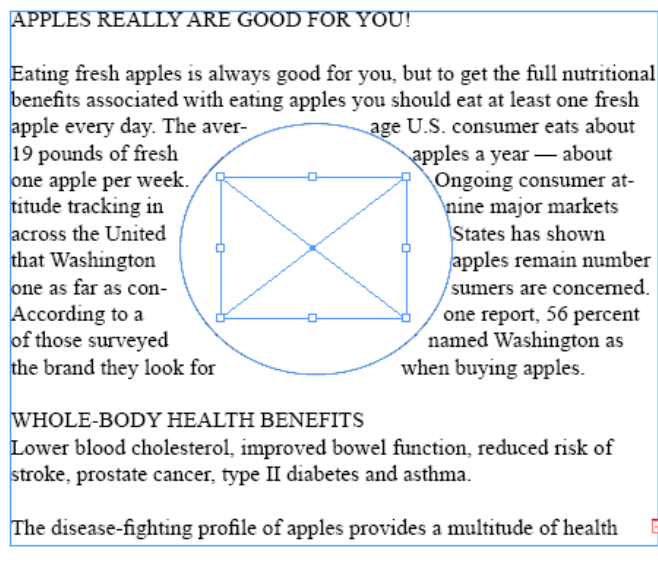 APPLES REALLY ARE GOOD FOR YOU!
Eating fresh apples is always good for you, but to get the full nutritional
benefits associated with eating apples you should eat at least one fresh
apple every day. The aver- age U.S. consumer eats about
19 pounds of fresh apples a year — about
one apple per week. Ongoing consumer at-
titude tracking in nine major markets
across the United States has shown
that Washington apples remain number
one as far as con- sumers are concerned.
According to a one report, 56 percent
of those surveyed named Washington as
the brand they look for when buying apples.
WHOLE-BODY HEALTH BENEFITS
Lower blood cholesterol, improved bowel function, reduced risk of
stroke, prostate cancer, type II diabetes and asthma.
The disease-fighting profile of apples provides a multitude of health